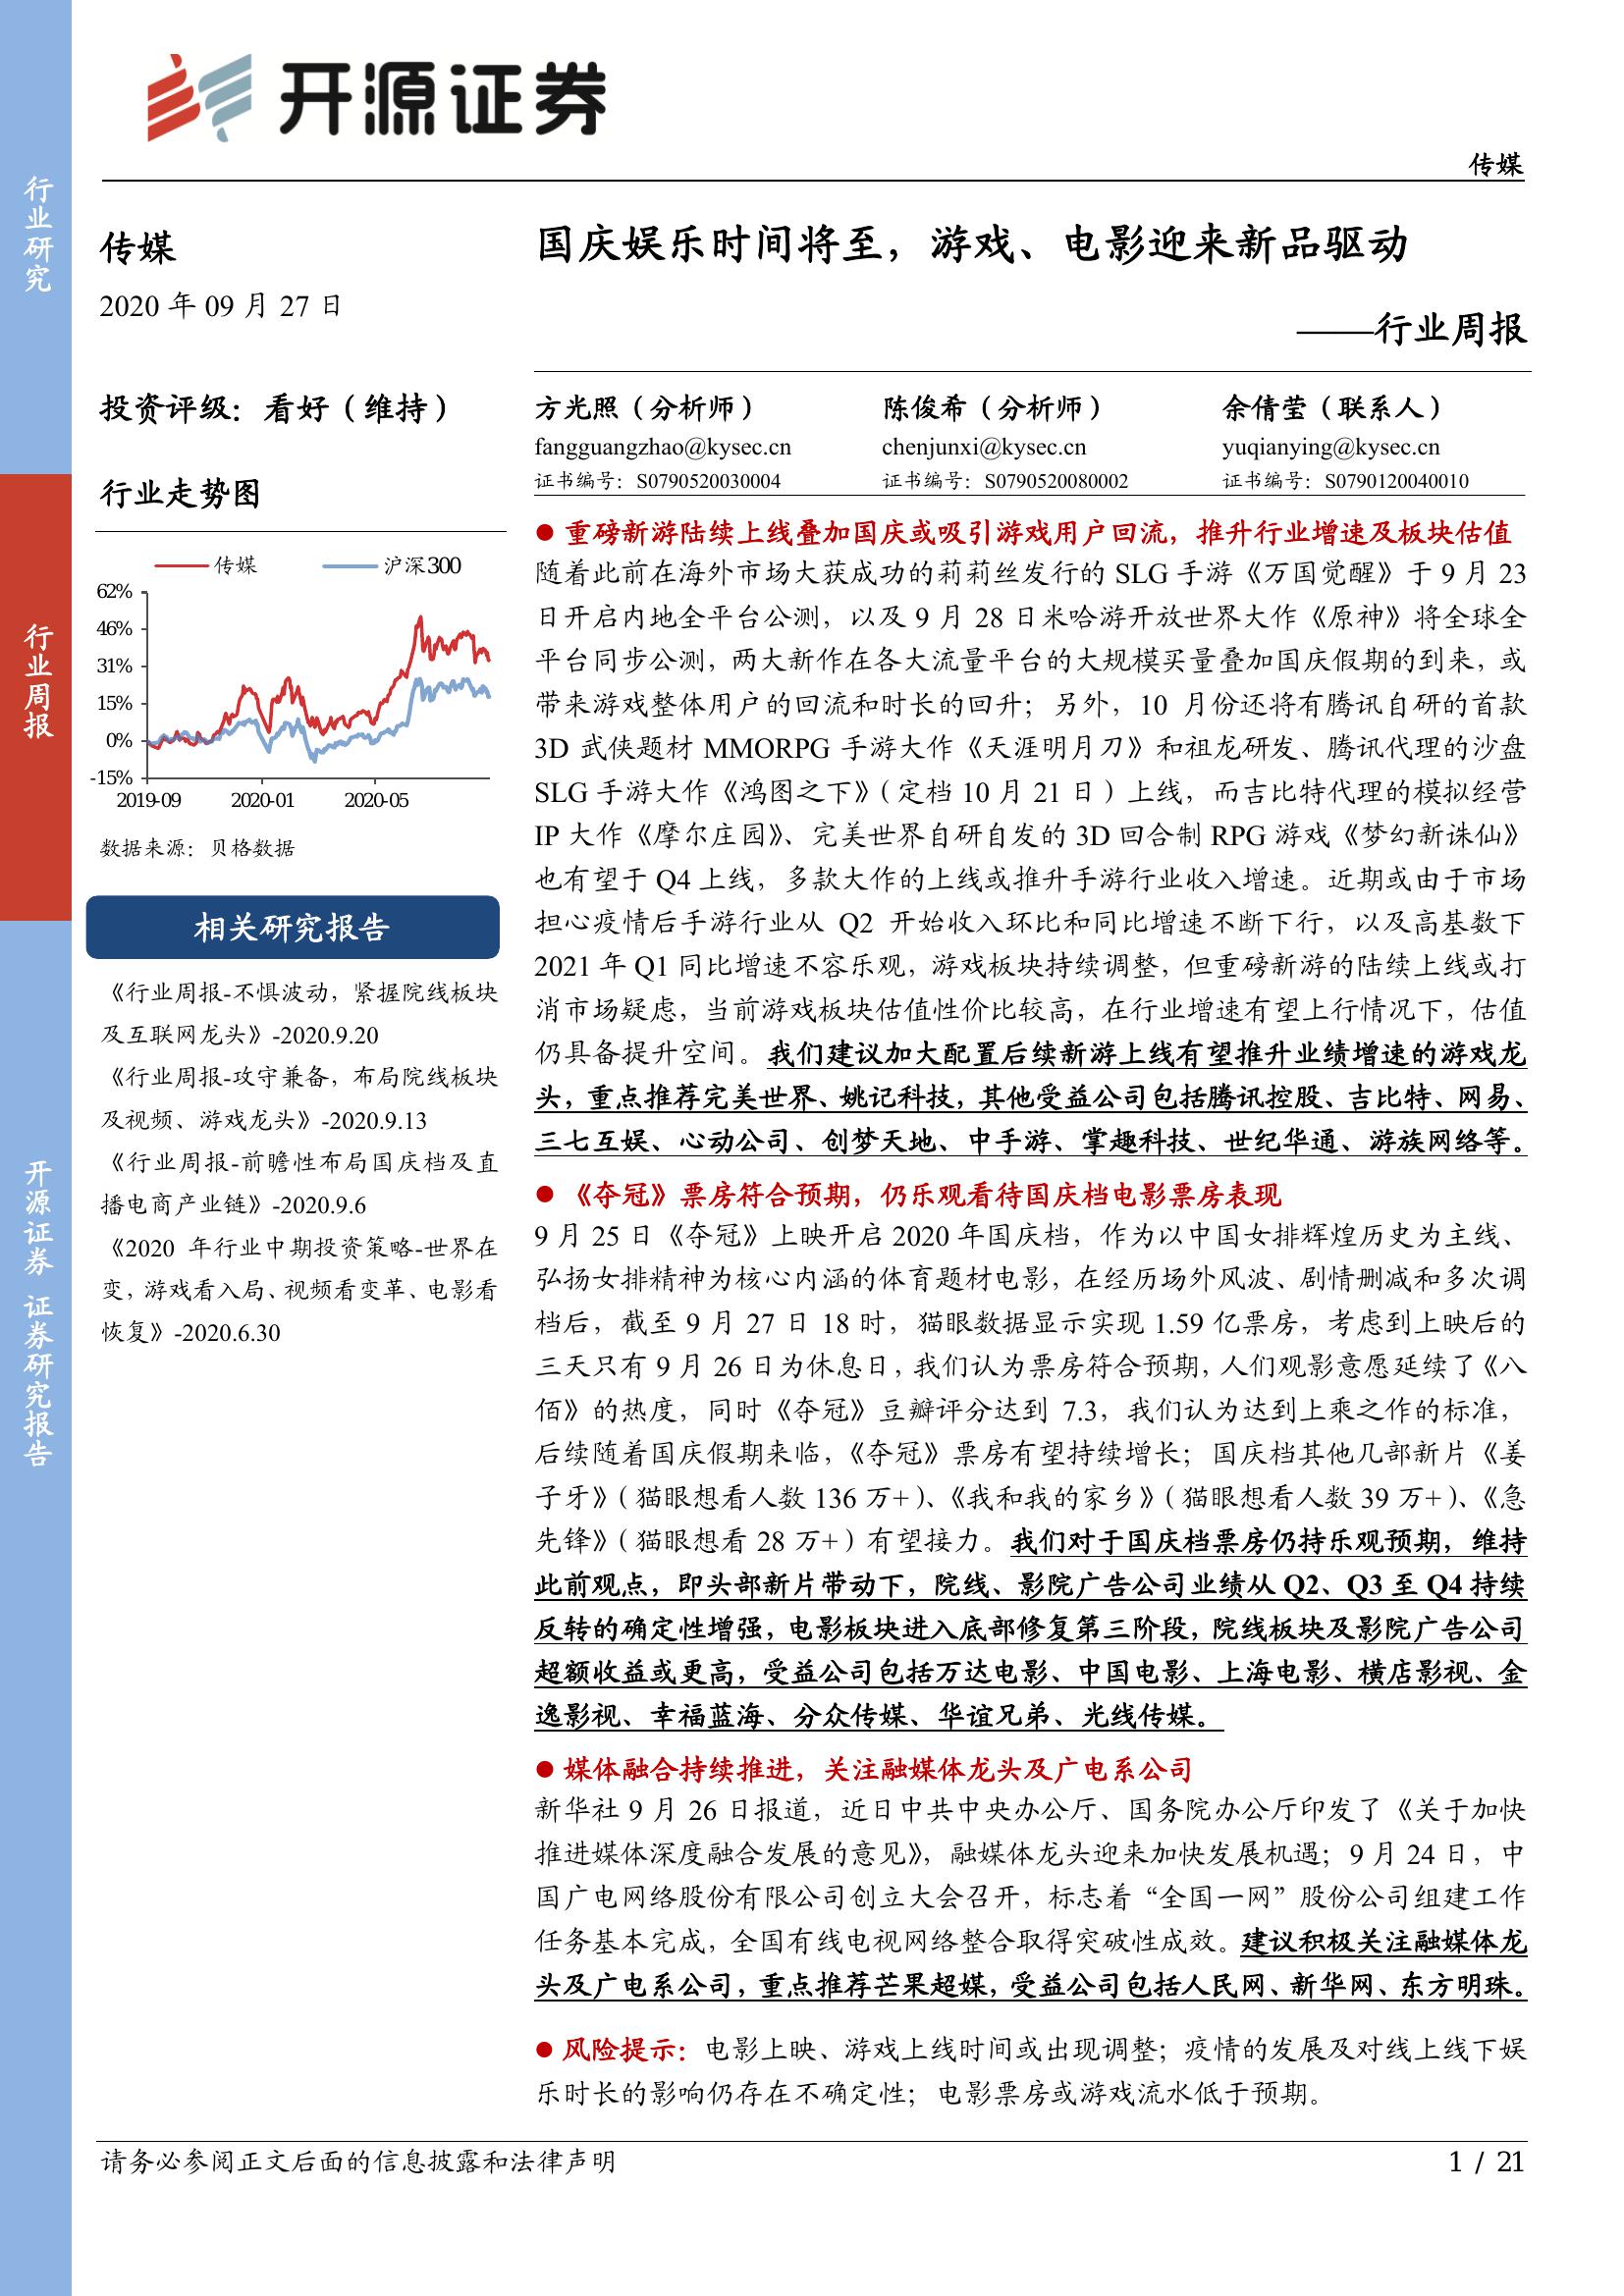 开源证券
传媒
行业研究
行业周报
开源证券 证券研究报告
传媒
2020 年 09 月 27 日
投资评级：看好（维持）
行业走势图
传媒 沪深300
62%
46%
31%
15%
0%
-15%
2019-09 2020-01 2020-05
数据来源：贝格数据
相关研究报告
《行业周报-不惧波动，紧握院线板块
及互联网龙头》-2020.9.20
《行业周报-攻守兼备，布局院线板块
及视频、游戏龙头》-2020.9.13
《行业周报-前瞻性布局国庆档及直
播电商产业链》-2020.9.6
《2020 年行业中期投资策略-世界在
变，游戏看入局、视频看变革、电影看
恢复》-2020.6.30
国庆娱乐时间将至，游戏、电影迎来新品驱动
——行业周报
方光照（分析师） 陈俊希（分析师） 余倩莹（联系人）
fangguangzhao@kysec.cn chenjunxi@kysec.cn yuqianying@kysec.cn
证书编号：S0790520030004 证书编号：S0790520080002 证书编号：S0790120040010
● 重磅新游陆续上线叠加国庆或吸引游戏用户回流，推升行业增速及板块估值
随着此前在海外市场大获成功的莉莉丝发行的 SLG 手游《万国觉醒》于 9 月 23
日开启内地全平台公测，以及 9 月 28 日米哈游开放世界大作《原神》将全球全
平台同步公测，两大新作在各大流量平台的大规模买量叠加国庆假期的到来，或
带来游戏整体用户的回流和时长的回升；另外，10 月份还将有腾讯自研的首款
3D 武侠题材 MMORPG 手游大作《天涯明月刀》和祖龙研发、腾讯代理的沙盘
SLG 手游大作《鸿图之下》（定档 10 月 21 日）上线，而吉比特代理的模拟经营
IP 大作《摩尔庄园》、完美世界自研自发的 3D 回合制 RPG 游戏《梦幻新诛仙》
也有望于 Q4 上线，多款大作的上线或推升手游行业收入增速。近期或由于市场
担心疫情后手游行业从 Q2 开始收入环比和同比增速不断下行，以及高基数下
2021 年 Q1 同比增速不容乐观，游戏板块持续调整，但重磅新游的陆续上线或打
消市场疑虑，当前游戏板块估值性价比较高，在行业增速有望上行情况下，估值
仍具备提升空间。我们建议加大配置后续新游上线有望推升业绩增速的游戏龙
头，重点推荐完美世界、姚记科技，其他受益公司包括腾讯控股、吉比特、网易、
三七互娱、心动公司、创梦天地、中手游、掌趣科技、世纪华通、游族网络等。
● 《夺冠》票房符合预期，仍乐观看待国庆档电影票房表现
9 月 25 日《夺冠》上映开启 2020 年国庆档，作为以中国女排辉煌历史为主线、
弘扬女排精神为核心内涵的体育题材电影，在经历场外风波、剧情删减和多次调
档后，截至 9 月 27 日 18 时，猫眼数据显示实现 1.59 亿票房，考虑到上映后的
三天只有 9 月 26 日为休息日，我们认为票房符合预期，人们观影意愿延续了《八
佰》的热度，同时《夺冠》豆瓣评分达到 7.3，我们认为达到上乘之作的标准，
后续随着国庆假期来临，《夺冠》票房有望持续增长；国庆档其他几部新片《姜
子牙》（猫眼想看人数 136 万+）、《我和我的家乡》（猫眼想看人数 39 万+）、《急
先锋》（猫眼想看 28 万+）有望接力。我们对于国庆档票房仍持乐观预期，维持
此前观点，即头部新片带动下，院线、影院广告公司业绩从 Q2、Q3 至 Q4 持续
反转的确定性增强，电影板块进入底部修复第三阶段，院线板块及影院广告公司
超额收益或更高，受益公司包括万达电影、中国电影、上海电影、横店影视、金
逸影视、幸福蓝海、分众传媒、华谊兄弟、光线传媒。
● 媒体融合持续推进，关注融媒体龙头及广电系公司
新华社 9 月 26 日报道，近日中共中央办公厅、国务院办公厅印发了《关于加快
推进媒体深度融合发展的意见》，融媒体龙头迎来加快发展机遇；9 月 24 日，中
国广电网络股份有限公司创立大会召开，标志着“全国一网”股份公司组建工作
任务基本完成，全国有线电视网络整合取得突破性成效。建议积极关注融媒体龙
头及广电系公司，重点推荐芒果超媒，受益公司包括人民网、新华网、东方明珠。
● 风险提示：电影上映、游戏上线时间或出现调整；疫情的发展及对线上线下娱
乐时长的影响仍存在不确定性；电影票房或游戏流水低于预期。
请务必参阅正文后面的信息披露和法律声明 1 / 21